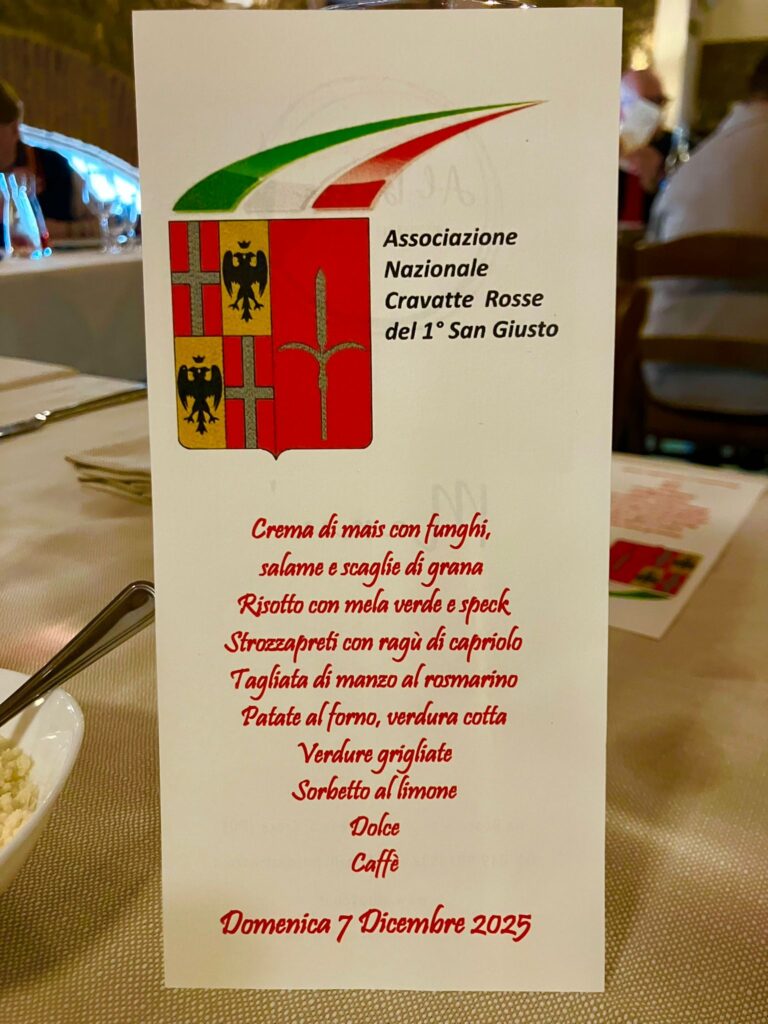 Associazione
Nazionale
Cravatte Rosse
del 1° San Giusto
Crema di mais con funghi,
salame e scaglie di grana
Risotto con mela verde e speck
Strozzapreti con ragù di capriolo
Tagliata di manzo al rosmarino
Patate al forno, verdura cotta
Verdure grigliate
Sorbetto al limone
Dolce
Caffè
Domenica 7 Dicembre 2025